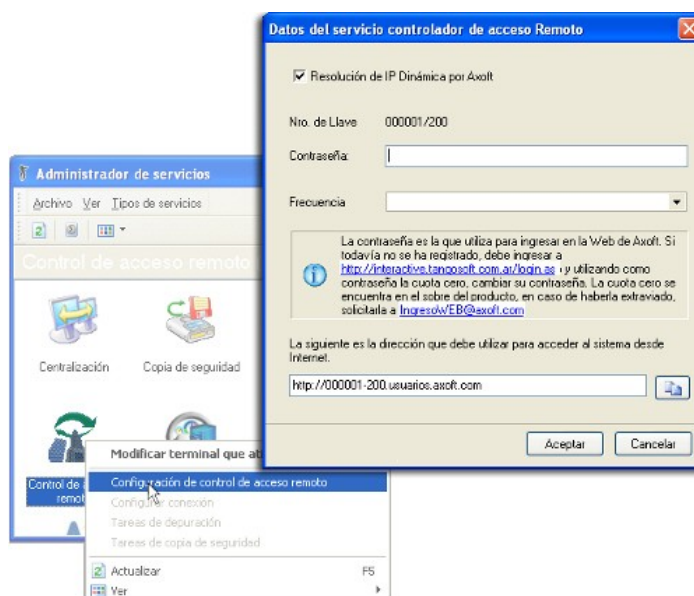 Datos del servicio controlador de acceso Remoto
Resolución de IP Dinámica por Axoft
Nro. de Llave 000001/200
Contraseña:
Frecuencia
La contraseña es la que utiliza para ingresar en la Web de Axoft. Si
todavía no se ha registrado, debe ingresar a
http://interactive.tangosoft.com.ar/login.as y utilizando como
contraseña la cuota cero, cambiar su contraseña. La cuota cero se
encuentra en el sobre del producto, en caso de haberla extraviado,
solicitarla a IngresoWEB@axoft.com
La siguiente es la dirección que debe utilizar para acceder al sistema desde
Internet.
http://000001-200.usuarios.axoft.com
Aceptar Cancelar
Administrador de servicios
Archivo Ver Tipos de servicios
Control de acceso remoto
Centralización Copia de seguridad
Control de
remot
Modificar terminal que at
Configuración de control de acceso remoto
Configurar conexión
Tareas de depuración
Tareas de copia de seguridad
Actualizar F5
Ver